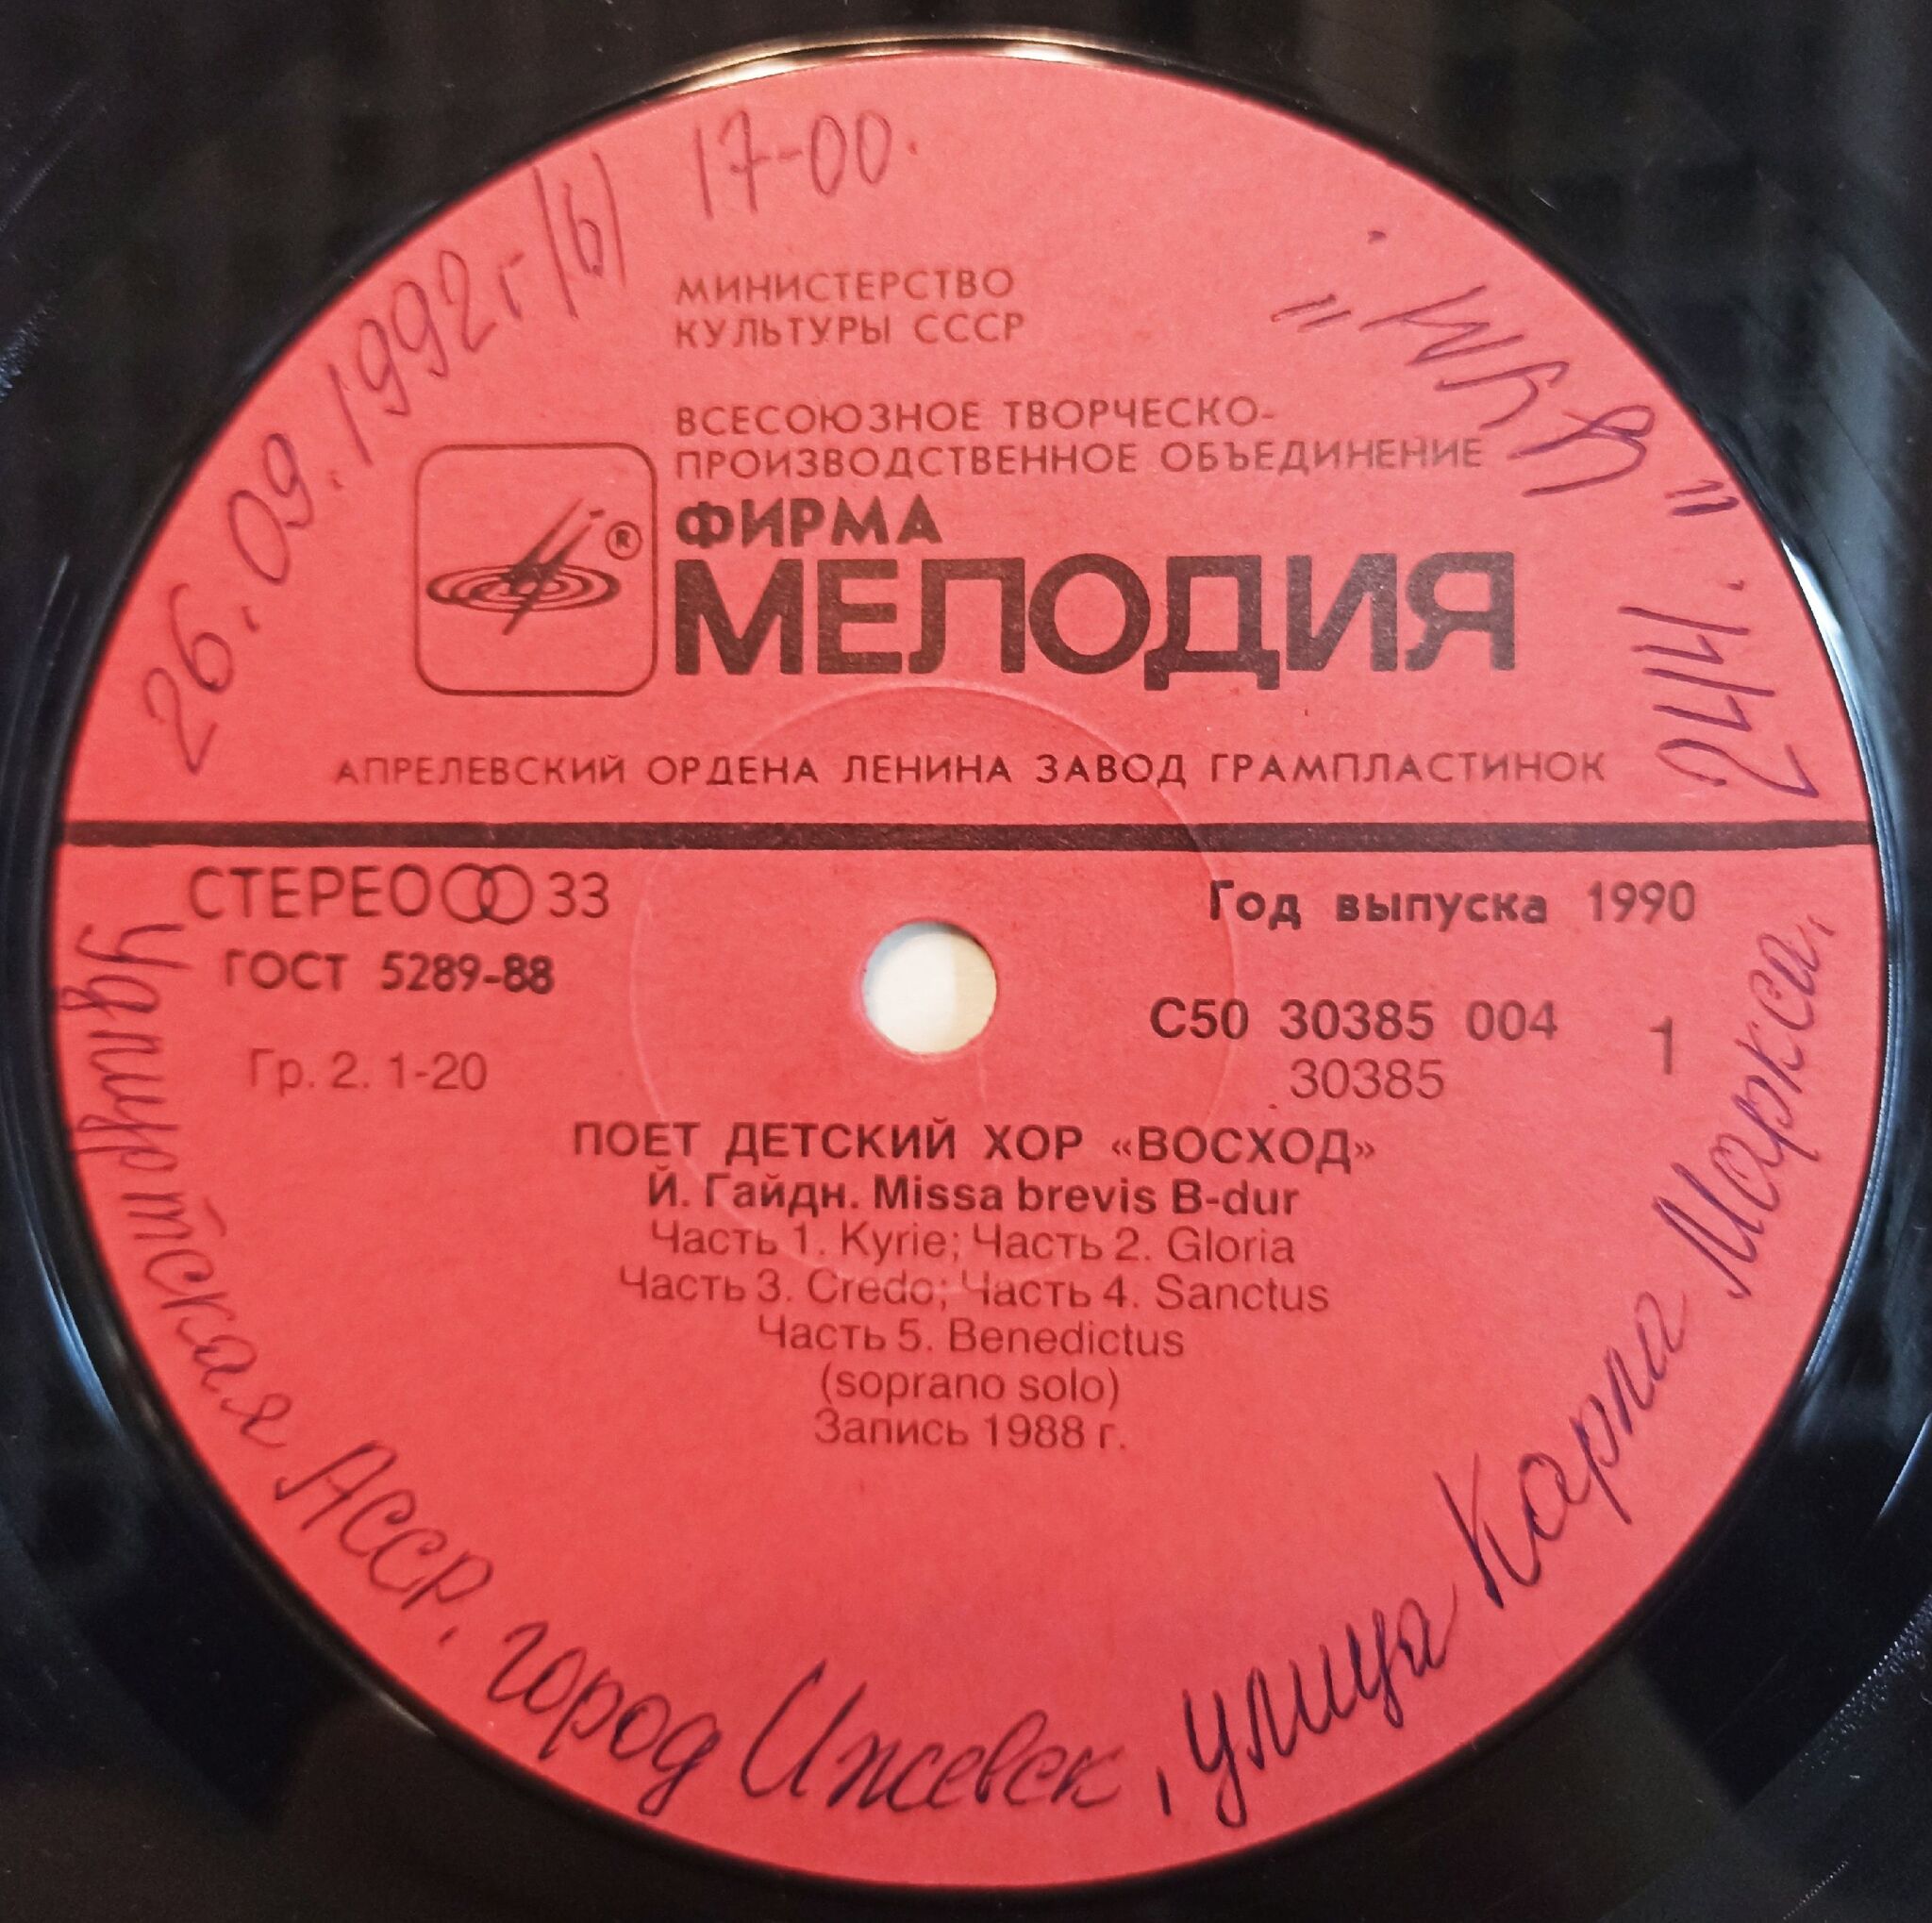 26.09.1992г (6) 17-00.
МИНИСТЕРСТВО
КУЛЬТУРЫ СССР
ВСЕСОЮЗНОЕ ТВОРЧЕСКО-
ПРОИЗВОДСТВЕННОЕ ОБЪЕДИНЕНИЕ
ФИРМА
®
МЕЛОДИЯ
АПРЕЛЕВСКИЙ ОРДЕНА ЛЕНИНА ЗАВОД ГРАМПЛАСТИНОК
СТЕРЕО 33
ГОСТ 5289-88
Гр. 2. 1-20
Год выпуска 1990
С50 30385 004
30385
1
ПОЕТ ДЕТСКИЙ ХОР «ВОСХОД»
Й. Гайдн. Missa brevis B-dur
Часть 1. Kyrie; Часть 2. Gloria
Часть 3. Credo; Часть 4. Sanctus
Часть 5. Benedictus
(soprano solo)
Запись 1988 г.
Удмуртская АССР, город Ижевск, улица Карла Маркса,
244.